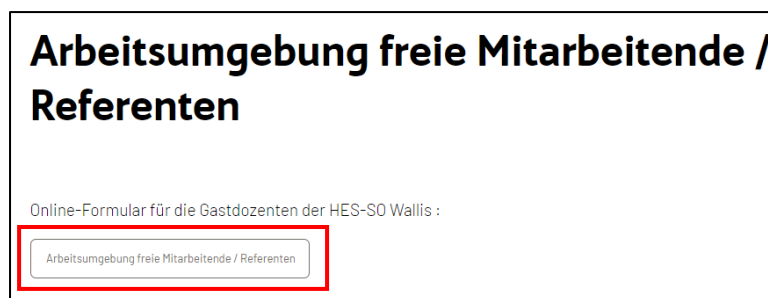 Arbeitsumgebung freie Mitarbeitende /
Referenten
Online-Formular für die Gastdozenten der HES-SO Wallis :
Arbeitsumgebung freie Mitarbeitende / Referenten